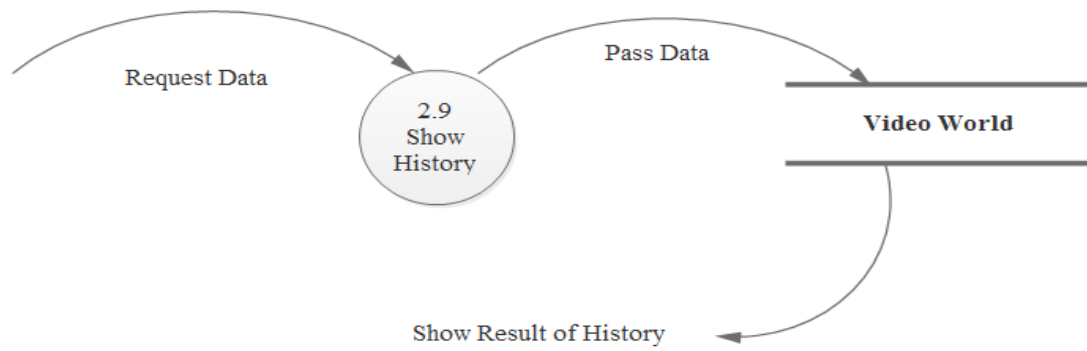 Request Data
2.9
Show
History
Pass Data
Video World
Show Result of History